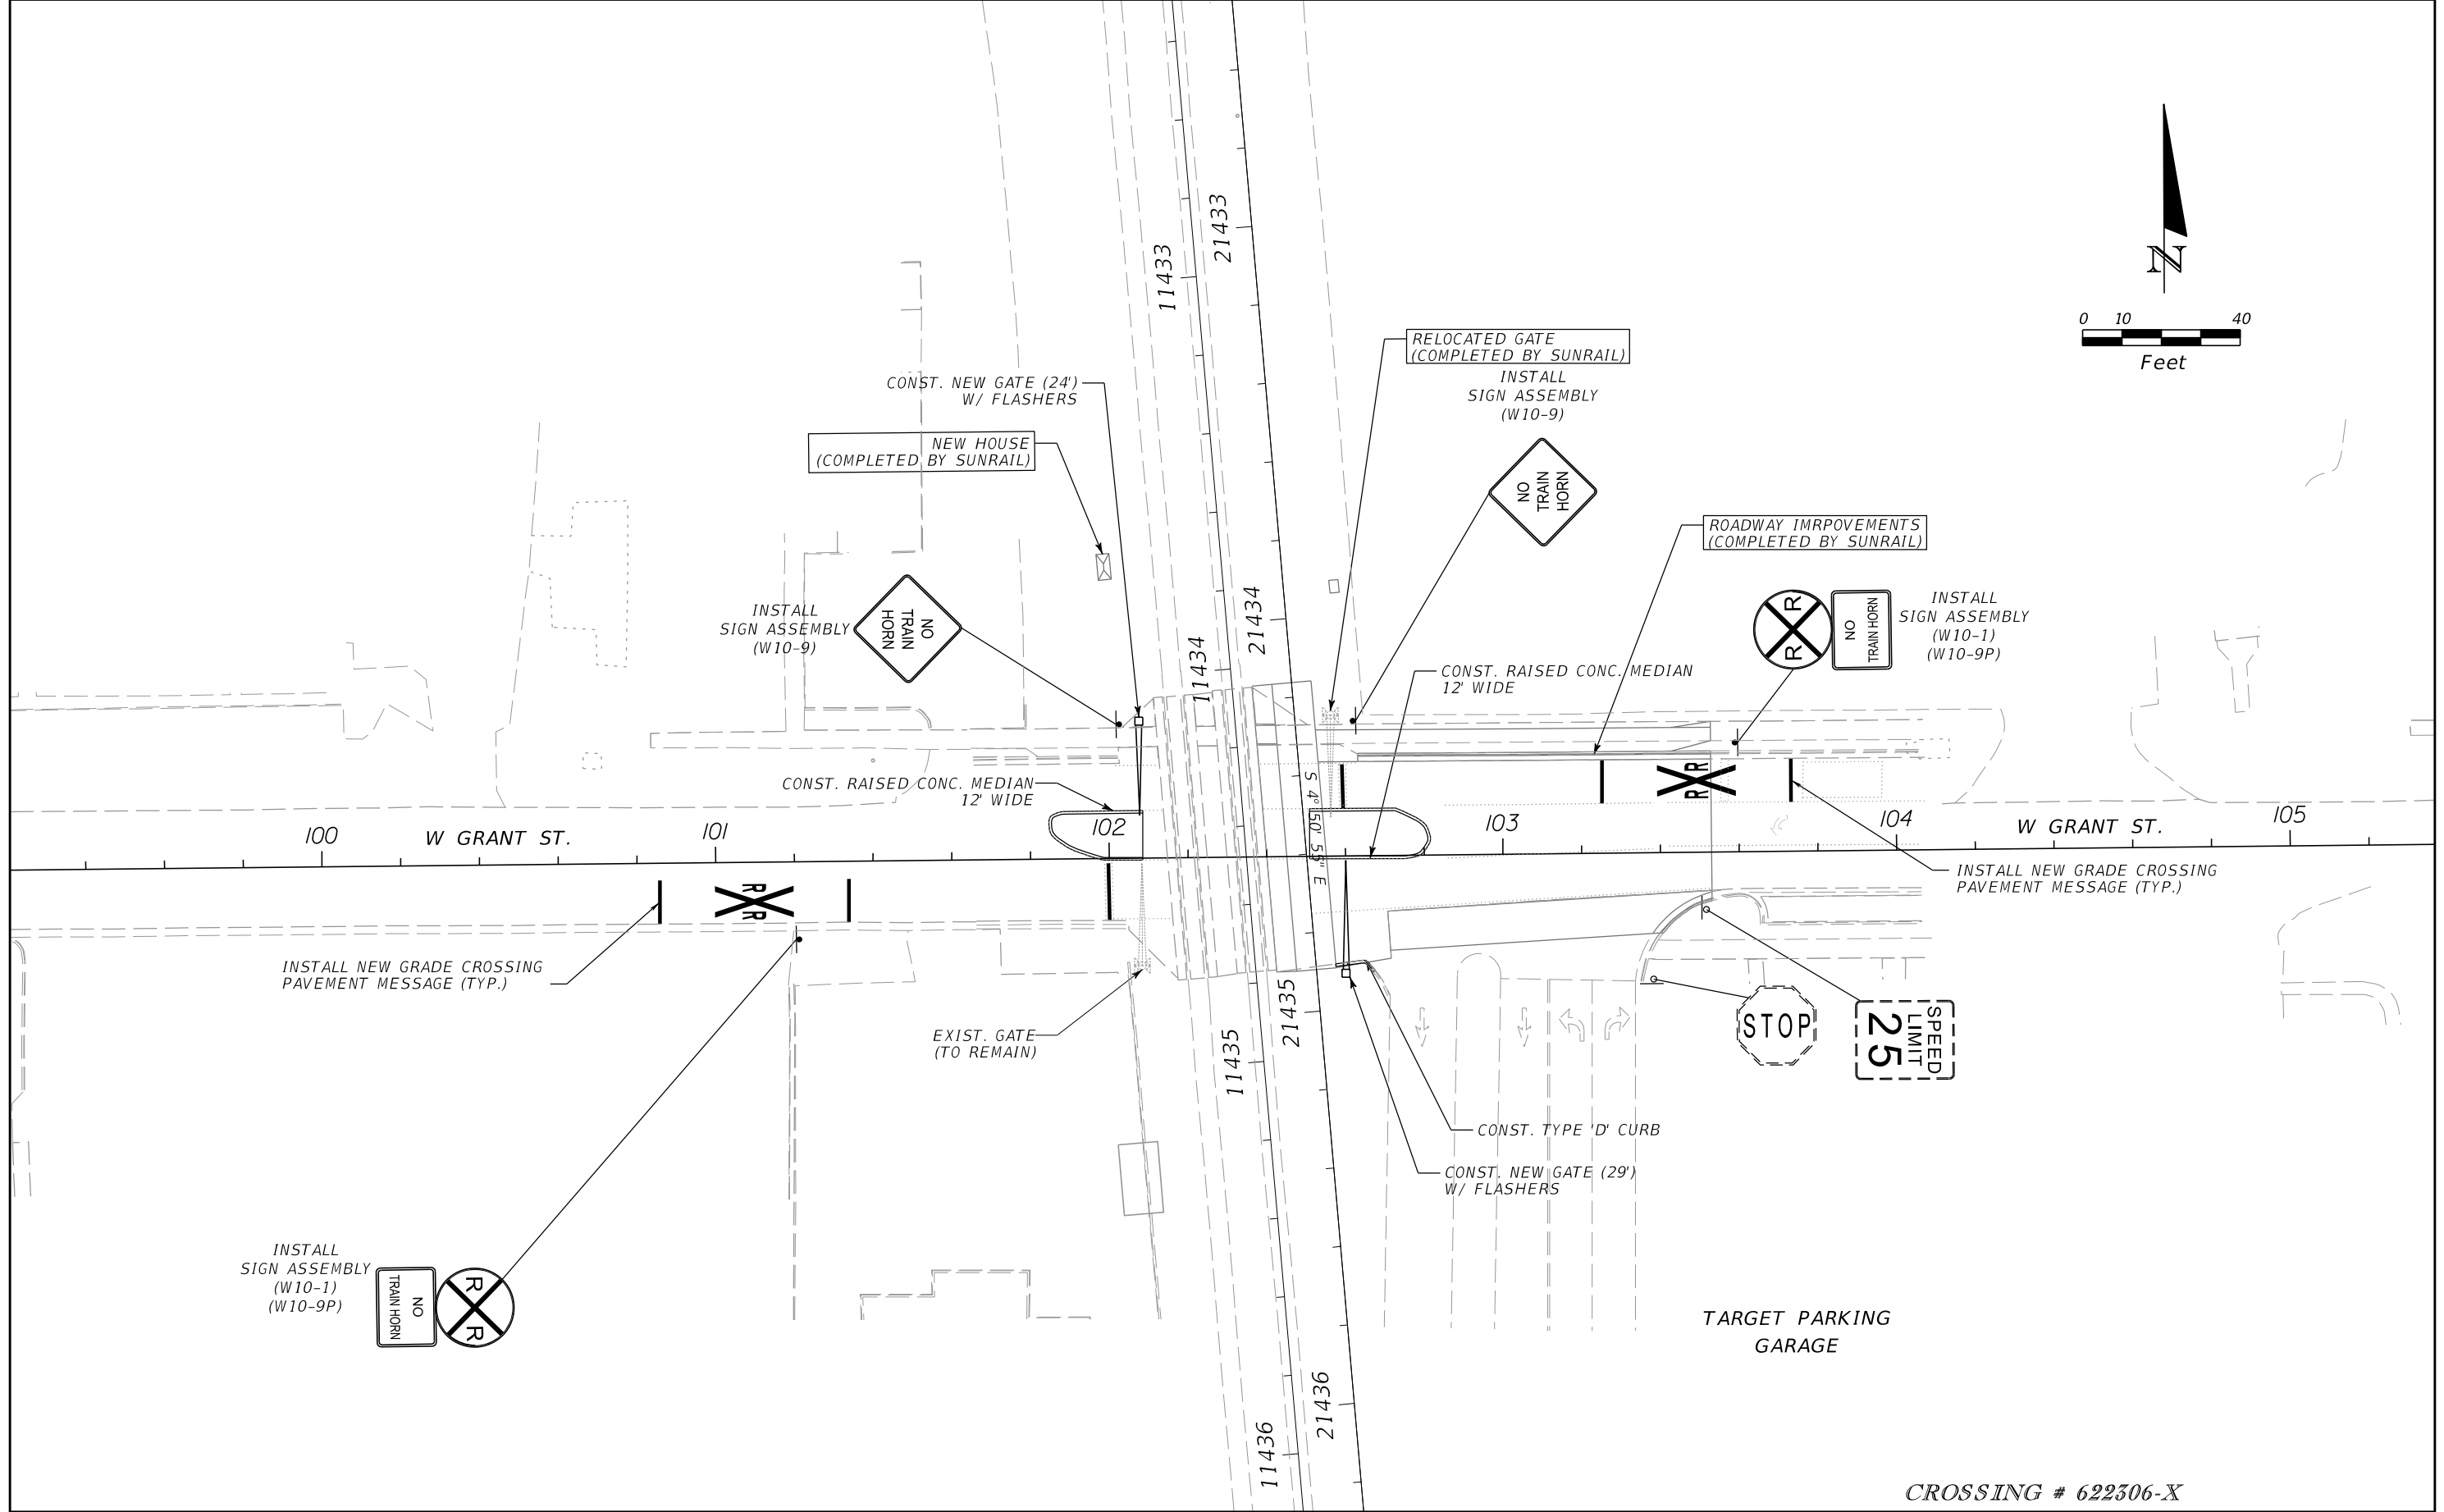 11433
21433
0 10 40
Feet
N
CONST. NEW GATE (24')
W/ FLASHERS
NEW HOUSE
(COMPLETED BY SUNRAIL)
RELOCATED GATE
(COMPLETED BY SUNRAIL)
INSTALL
SIGN ASSEMBLY
(W10-9)
NO
TRAIN
HORN
ROADWAY IMRPOVEMENTS
(COMPLETED BY SUNRAIL)
INSTALL
SIGN ASSEMBLY
(W10-9)
NO
TRAIN
HORN
11434
21434
R R
NO
TRAIN HORN
INSTALL
SIGN ASSEMBLY
(W10-1)
(W10-9P)
CONST. RAISED CONC. MEDIAN
12' WIDE
CONST. RAISED CONC. MEDIAN
12' WIDE
S 4° 50' 55" E
R R
100
W GRANT ST.
101
102
103
104
W GRANT ST.
105
R R
INSTALL NEW GRADE CROSSING
PAVEMENT MESSAGE (TYP.)
INSTALL NEW GRADE CROSSING
PAVEMENT MESSAGE (TYP.)
EXIST. GATE
(TO REMAIN)
11435
21435
STOP
SPEED
LIMIT
25
CONST. TYPE 'D' CURB
CONST. NEW GATE (29')
W/ FLASHERS
INSTALL
SIGN ASSEMBLY
(W10-1)
(W10-9P)
NO
TRAIN HORN
R R
TARGET PARKING
GARAGE
11436
21436
CROSSING # 622306-X